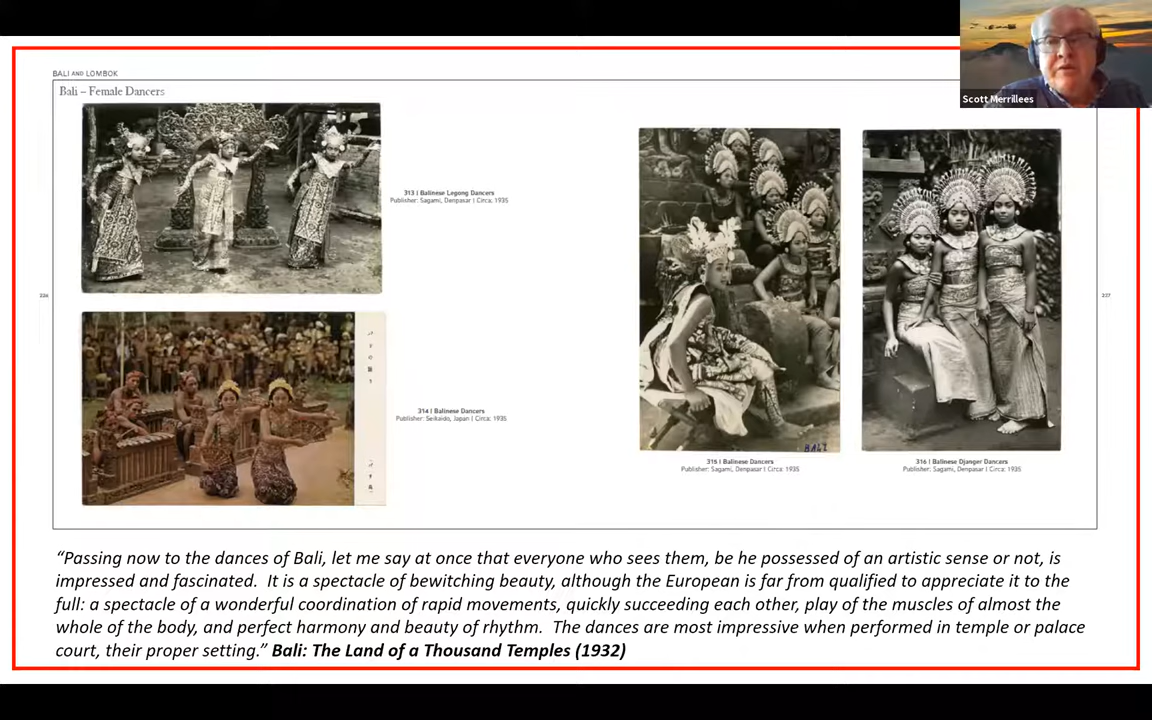 Scott Merrillees
BALI AND LOMBOK
Bali – Female Dancers
313 | Balinese Legong Dancers
Publisher: Sagami, Denpasar | Circa: 1935
226
227
314 | Balinese Dancers
Publisher: Seikaido, Japan | Circa: 1935
BALI
315 | Balinese Dancers
Publisher: Sagami, Denpasar | Circa: 1935
316 | Balinese Djanger Dancers
Publisher: Sagami, Denpasar | Circa: 1935
“Passing now to the dances of Bali, let me say at once that everyone who sees them, be he possessed of an artistic sense or not, is
impressed and fascinated.  It is a spectacle of bewitching beauty, although the European is far from qualified to appreciate it to the
full: a spectacle of a wonderful coordination of rapid movements, quickly succeeding each other, play of the muscles of almost the
whole of the body, and perfect harmony and beauty of rhythm.  The dances are most impressive when performed in temple or palace
court, their proper setting.” Bali: The Land of a Thousand Temples (1932)